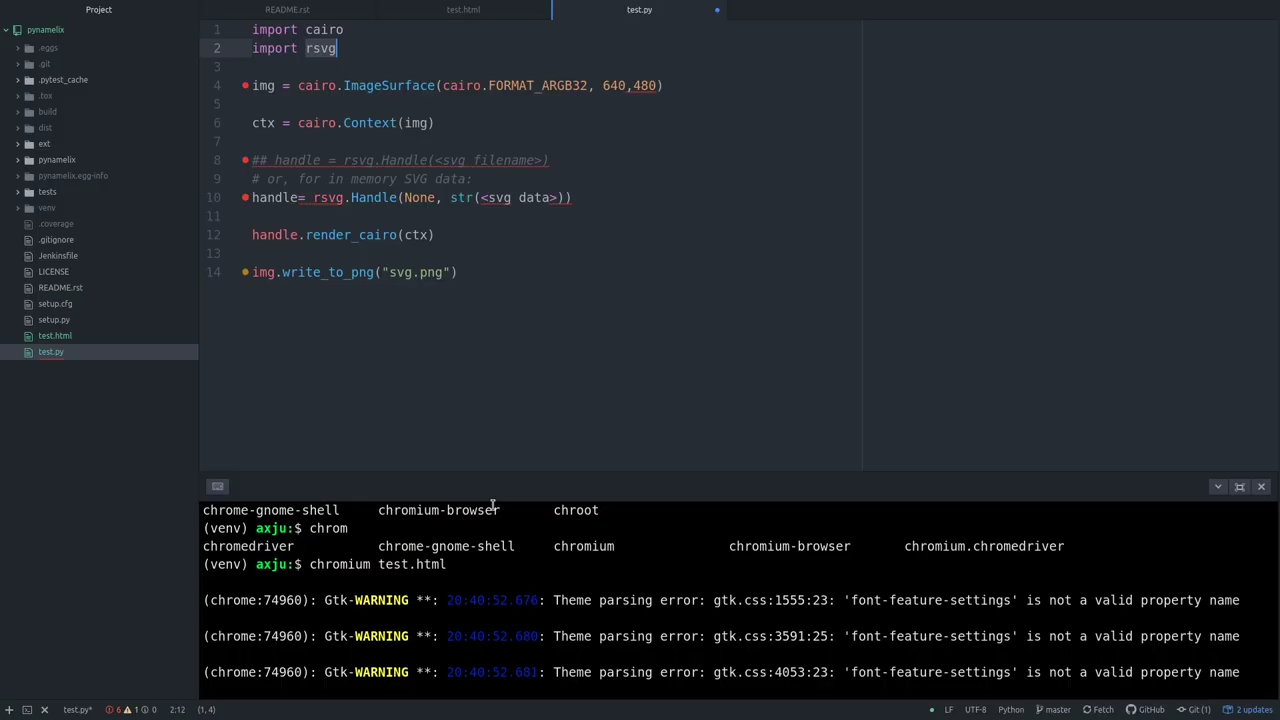 Project
README.rst
test.html
test.py
pynamelix
.eggs
.git
.pytest_cache
.tox
build
dist
ext
pynamelix
pynamelix.egg-info
tests
venv
.coverage
.gitignore
Jenkinsfile
LICENSE
README.rst
setup.cfg
setup.py
test.html
test.py
1 import cairo
2 import rsvg
3
4 img = cairo.ImageSurface(cairo.FORMAT_ARGB32, 640,480)
5
6 ctx = cairo.Context(img)
7
8 ## handle = rsvg.Handle(<svg filename>)
9 # or, for in memory SVG data:
10 handle= rsvg.Handle(None, str(<svg data>))
11
12 handle.render_cairo(ctx)
13
14 img.write_to_png("svg.png")
chrome-gnome-shell chromium-browser chroot
(venv) axju:$ chrom
chromedriver chrome-gnome-shell chromium chromium-browser chromium.chromedriver
(venv) axju:$ chromium test.html
(chrome:74960): Gtk-WARNING **: 20:40:52.676: Theme parsing error: gtk.css:1555:23: 'font-feature-settings' is not a valid property name
(chrome:74960): Gtk-WARNING **: 20:40:52.680: Theme parsing error: gtk.css:3591:25: 'font-feature-settings' is not a valid property name
(chrome:74960): Gtk-WARNING **: 20:40:52.681: Theme parsing error: gtk.css:4053:23: 'font-feature-settings' is not a valid property name
test.py* 6 1 0 2:12 (1, 4) LF UTF-8 Python master Fetch GitHub Git (1) 2 updates